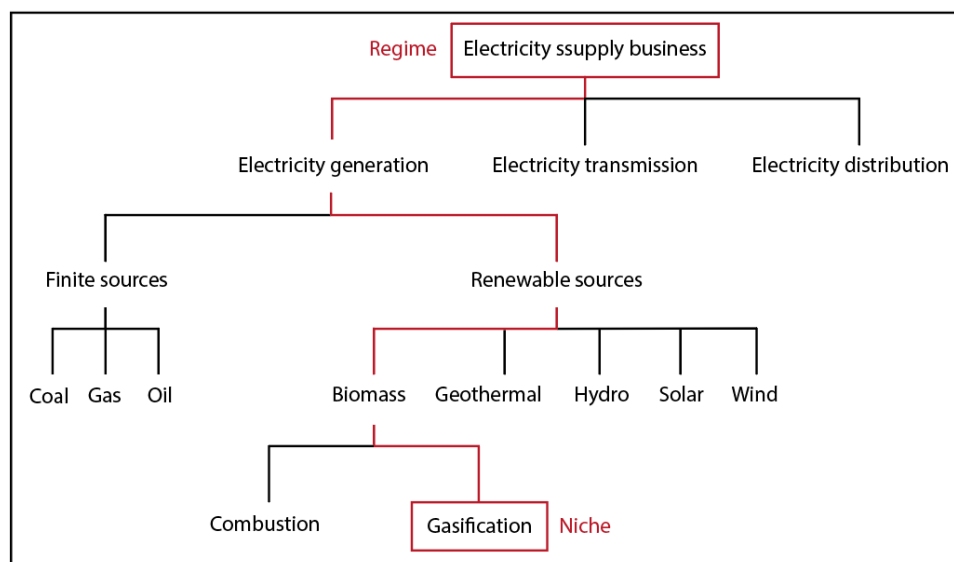 Regime Electricity ssupply business
Electricity generation Electricity transmission Electricity distribution
Finite sources Renewable sources
Coal Gas Oil Biomass Geothermal Hydro Solar Wind
Combustion Gasification Niche